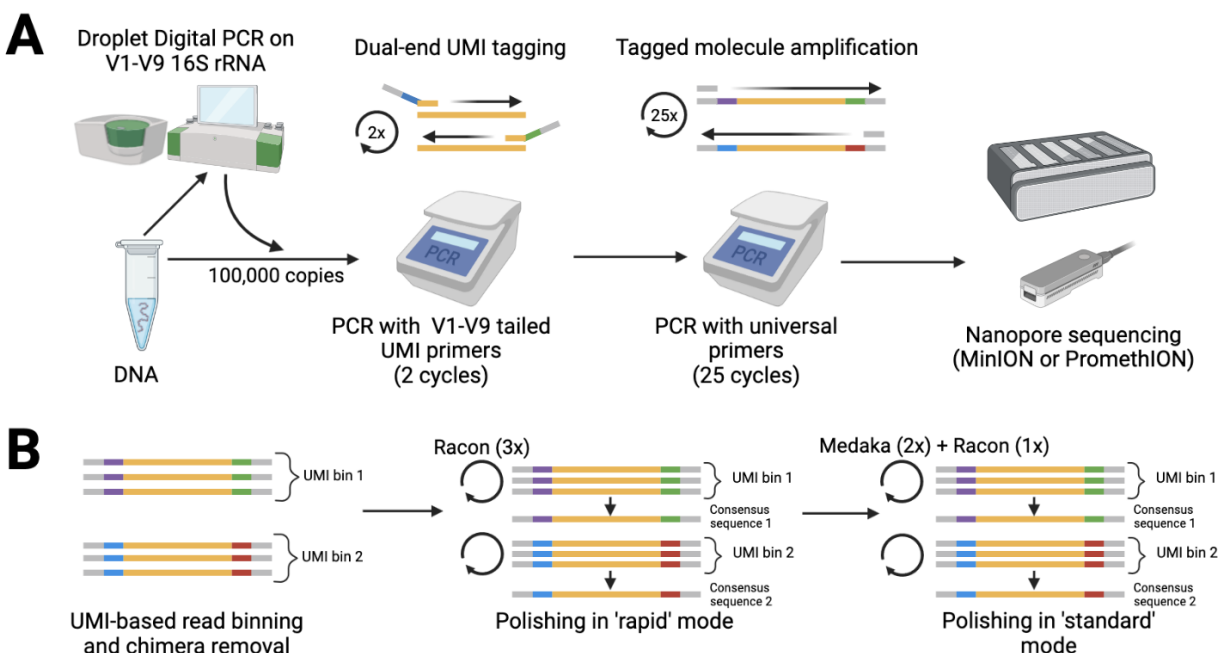 A
Droplet Digital PCR on
V1-V9 16S rRNA
Dual-end UMI tagging
Tagged molecule amplification
2x
25x
PCR
PCR
100,000 copies
DNA
PCR with V1-V9 tailed
UMI primers
(2 cycles)
PCR with universal
primers
(25 cycles)
Nanopore sequencing
(MinION or PromethION)
B
UMI bin 1
UMI bin 2
UMI-based read binning
and chimera removal
Racon (3x)
UMI bin 1
Consensus
sequence 1
UMI bin 2
Consensus
sequence 2
Polishing in 'rapid' mode
Medaka (2x) + Racon (1x)
UMI bin 1
Consensus
sequence 1
UMI bin 2
Consensus
sequence 2
Polishing in 'standard'
mode